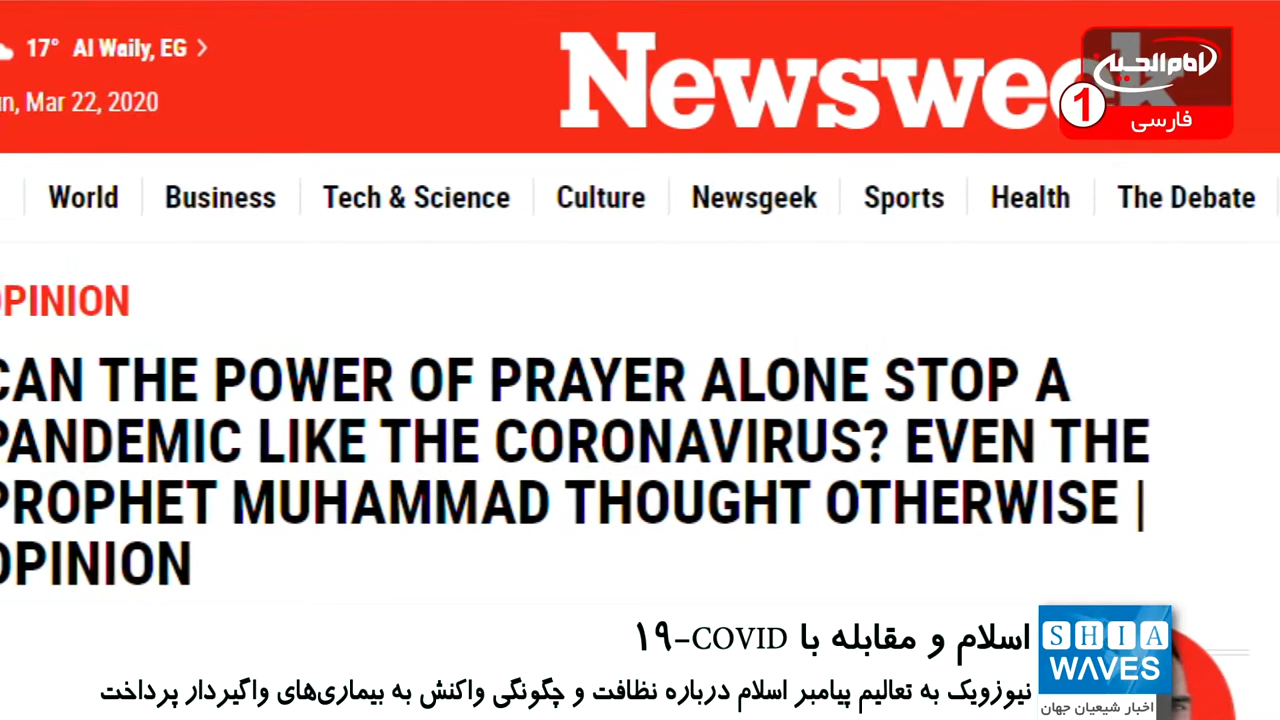 17° Al Waily, EG
un, Mar 22, 2020
Newsweek
امام الحسین
1
فارسی
World Business Tech & Science Culture Newsgeek Sports Health The Debate
OPINION
CAN THE POWER OF PRAYER ALONE STOP A
PANDEMIC LIKE THE CORONAVIRUS? EVEN THE
PROPHET MUHAMMAD THOUGHT OTHERWISE |
OPINION
اسلام و مقابله با COVID-۱۹
نیوزویک به تعالیم پیامبر اسلام درباره نظافت و چگونگی واکنش به بیماری‌های واگیردار پرداخت
SHIA
WAVES
اخبار شیعیان جهان